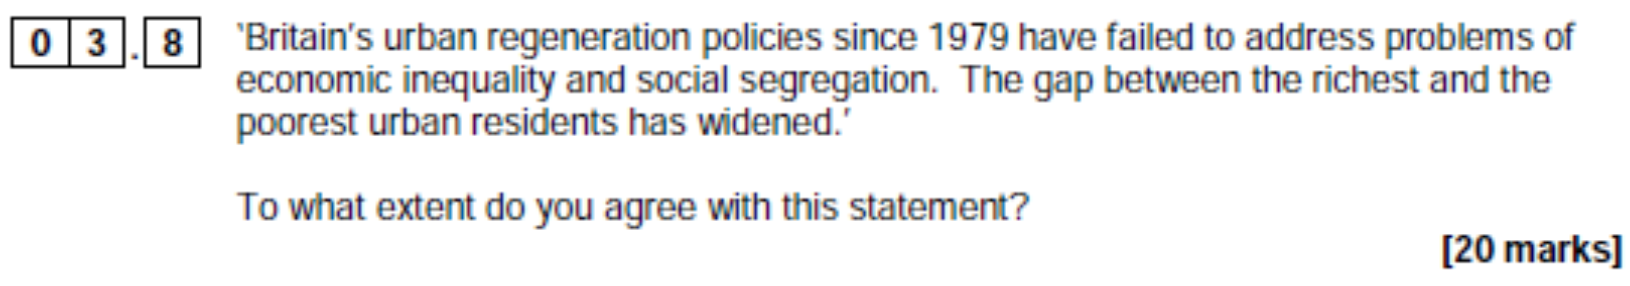 03.8 'Britain's urban regeneration policies since 1979 have failed to address problems of
economic inequality and social segregation. The gap between the richest and the
poorest urban residents has widened.'
To what extent do you agree with this statement?
[20 marks]